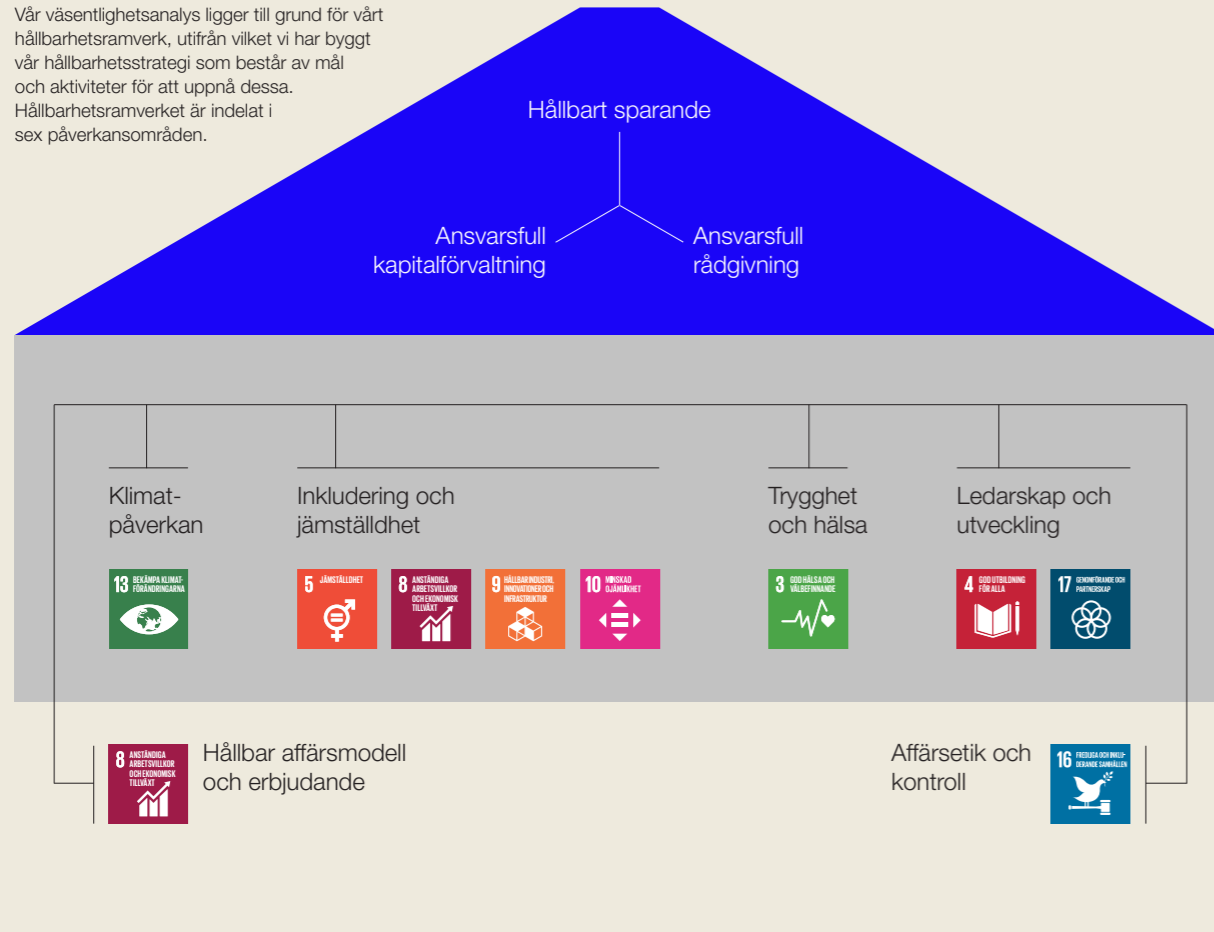 Vår väsentlighetsanalys ligger till grund för vårt
hållbarhetsramverk, utifrån vilket vi har byggt
vår hållbarhetsstrategi som består av mål
och aktiviteter för att uppnå dessa.
Hållbarhetsramverket är indelat i
sex påverkansområden.
Hållbart sparande
Ansvarsfull
kapitalförvaltning
Ansvarsfull
rådgivning
Klimat-
påverkan
13 BEKÄMPA KLIMAT-
FÖRÄNDRINGARNA
Inkludering och
jämställdhet
5 JÄMSTÄLLDHET
8 ANSTÄNDIGA
ARBETSVILLKOR
OCH EKONOMISK
TILLVÄXT
9 HÅLLBAR INDUSTRI,
INNOVATIONER OCH
INFRASTRUKTUR
10 MINSKAD
OJÄMLIKHET
Trygghet
och hälsa
3 GOD HÄLSA OCH
VÄLBEFINNANDE
Ledarskap och
utveckling
4 GOD UTBILDNING
FÖR ALLA
17 GENOMFÖRANDE OCH
PARTNERSKAP
8 ANSTÄNDIGA
ARBETSVILLKOR
OCH EKONOMISK
TILLVÄXT
Hållbar affärsmodell
och erbjudande
Affärsetik och
kontroll
16 FREDLIGA OCH INKLU-
DERANDE SAMHÄLLEN